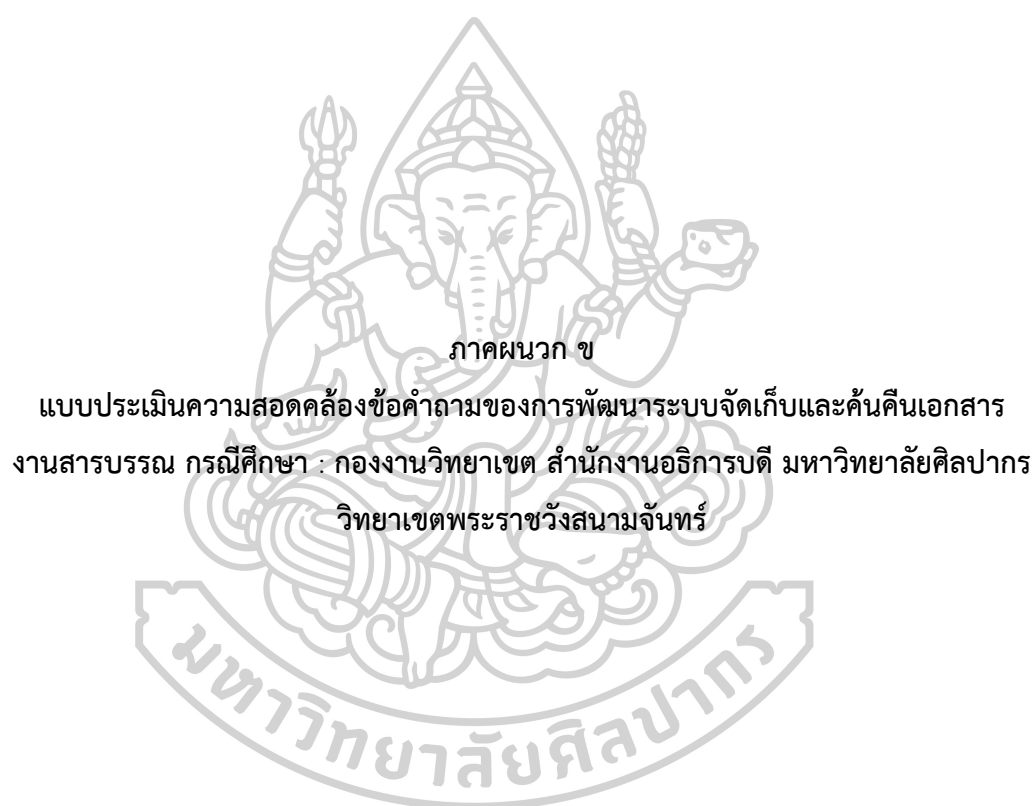 ภาคผนวก ข
แบบประเมินความสอดคล้องข้อคำถามของการพัฒนาระบบจัดเก็บและค้นคืนเอกสาร
งานสารบรรณ กรณีศึกษา : กองงานวิทยาเขต สำนักงานอธิการบดี มหาวิทยาลัยศิลปากร
วิทยาเขตพระราชวังสนามจันทร์
มหาวิทยาลัยศิลปากร